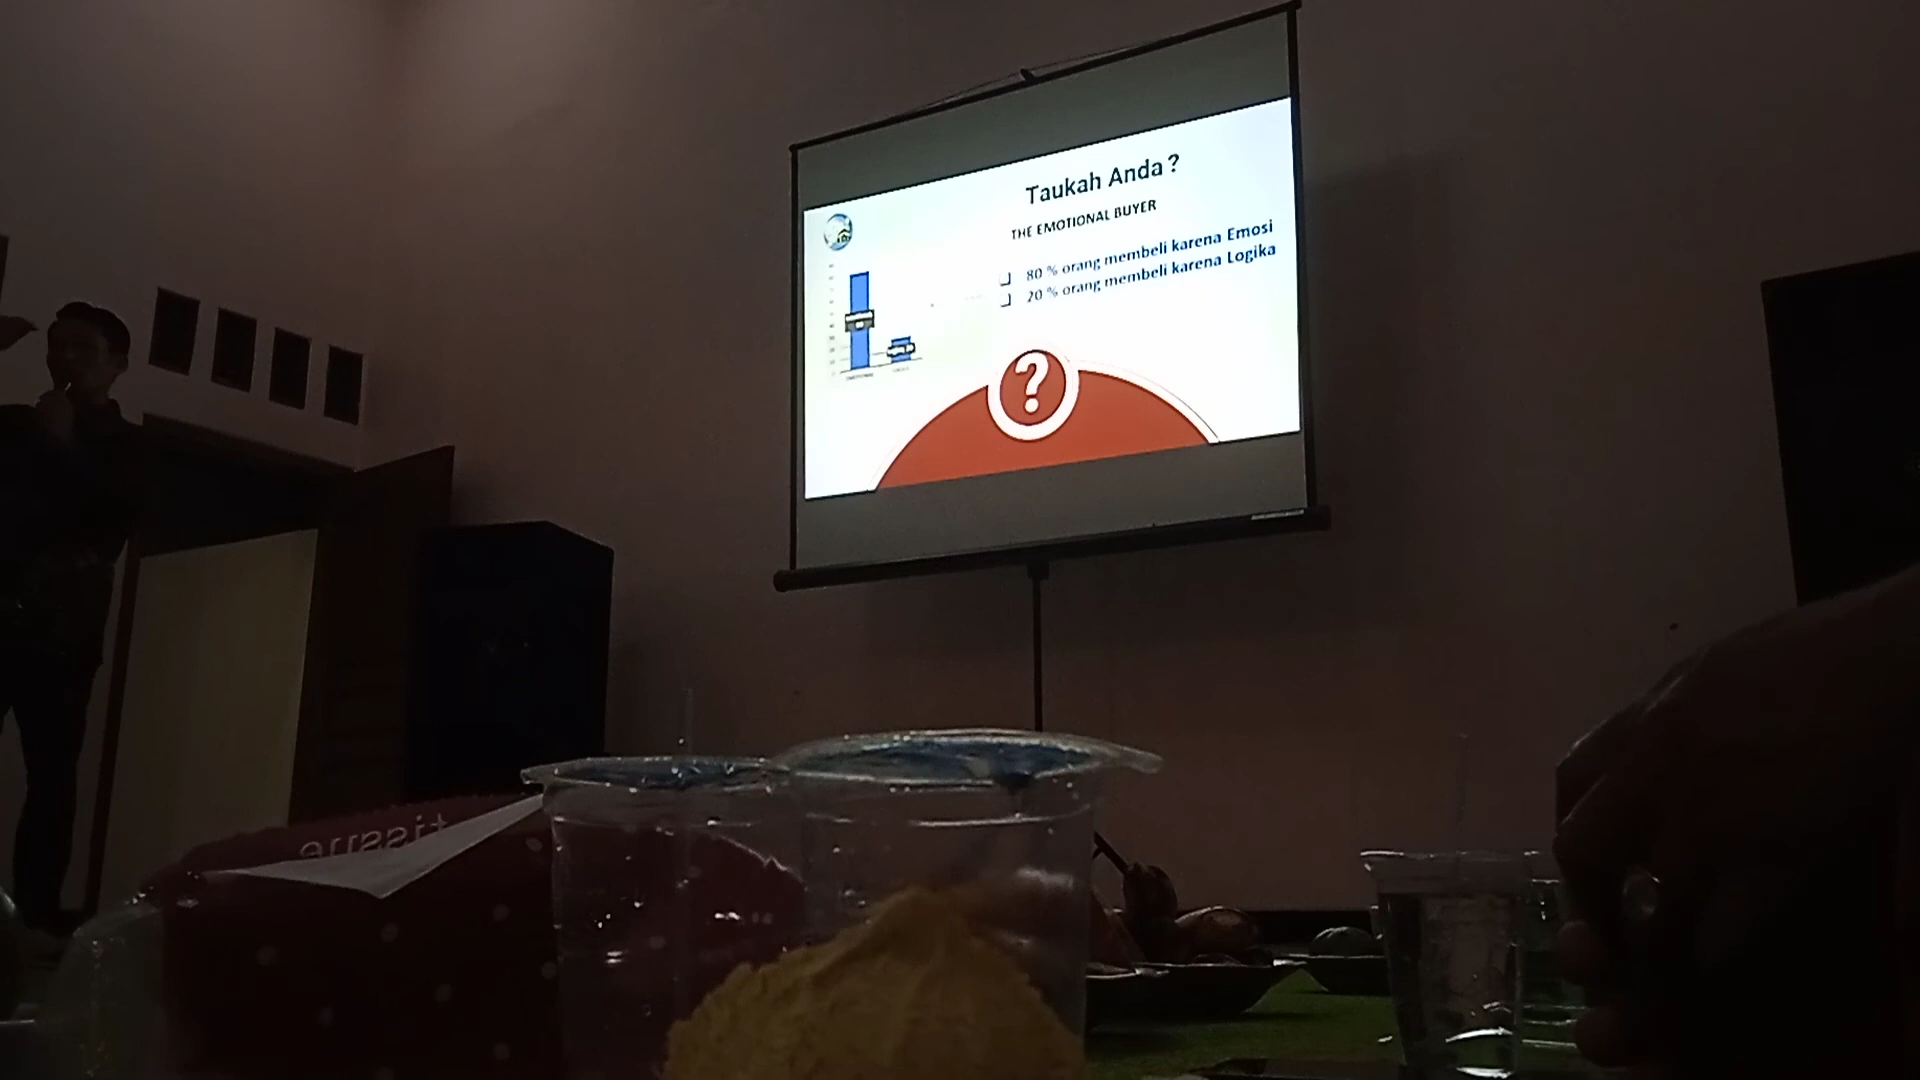 Taukah Anda ?
THE EMOTIONAL BUYER
80 % orang membeli karena Emosi
20 % orang membeli karena Logika
?
tissue